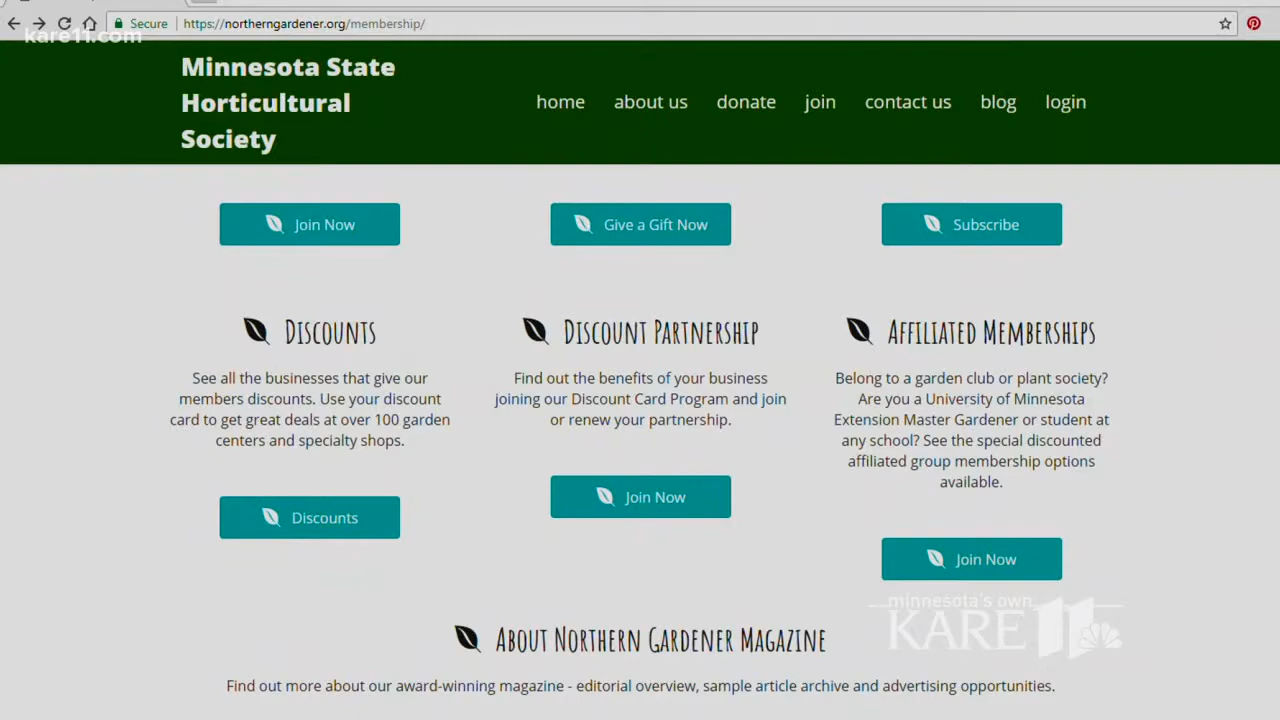 Secure https://northerngardener.org/membership/
kare11.com
Minnesota State
Horticultural
Society
home about us donate join contact us blog login
Join Now
Give a Gift Now
Subscribe
Discounts
See all the businesses that give our
members discounts. Use your discount
card to get great deals at over 100 garden
centers and specialty shops.
Discounts
Discount Partnership
Find out the benefits of your business
joining our Discount Card Program and join
or renew your partnership.
Join Now
Affiliated Memberships
Belong to a garden club or plant society?
Are you a University of Minnesota
Extension Master Gardener or student at
any school? See the special discounted
affiliated group membership options
available.
Join Now
minnesota's own
KARE 11
About Northern Gardener Magazine
Find out more about our award-winning magazine - editorial overview, sample article archive and advertising opportunities.